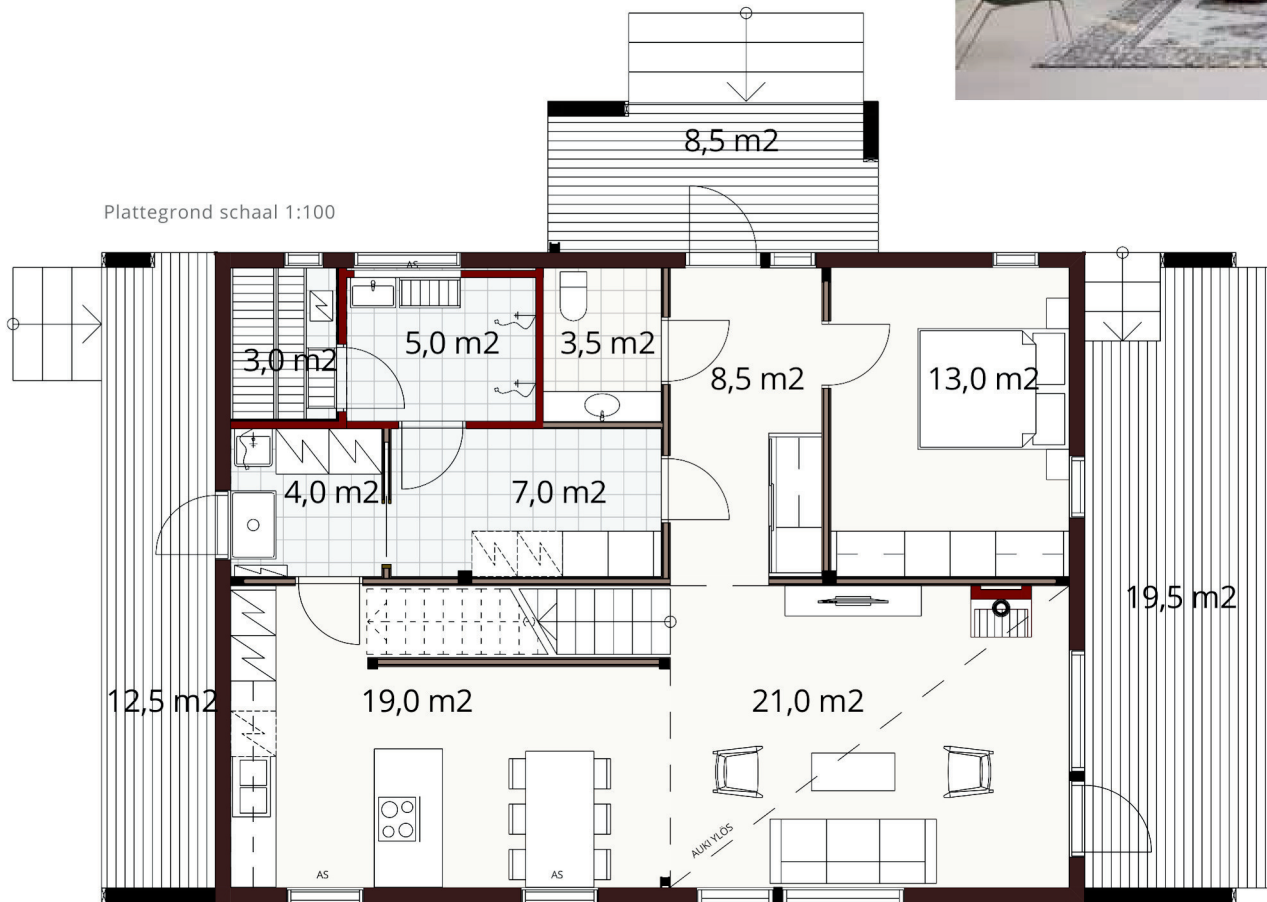 8,5 m2
Plattegrond schaal 1:100
AS
3,0 m2
5,0 m2
3,5 m2
8,5 m2
13,0 m2
4,0 m2
7,0 m2
19,5 m2
12,5 m2
19,0 m2
21,0 m2
AUKI YLÖS
AS
AS